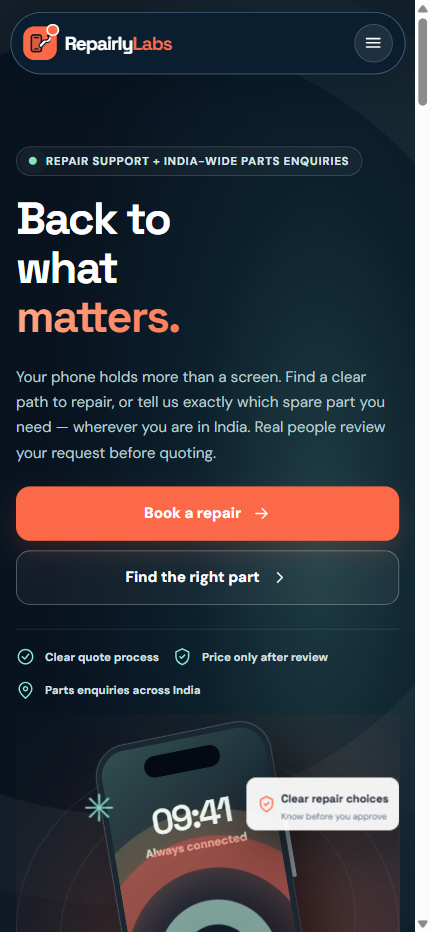 RepairlyLabs
REPAIR SUPPORT + INDIA-WIDE PARTS ENQUIRIES
Back to
what
matters.
Your phone holds more than a screen. Find a clear
path to repair, or tell us exactly which spare part you
need — wherever you are in India. Real people review
your request before quoting.
Book a repair
Find the right part
Clear quote process
Price only after review
Parts enquiries across India
09:41
Always connected
Clear repair choices
Know before you approve